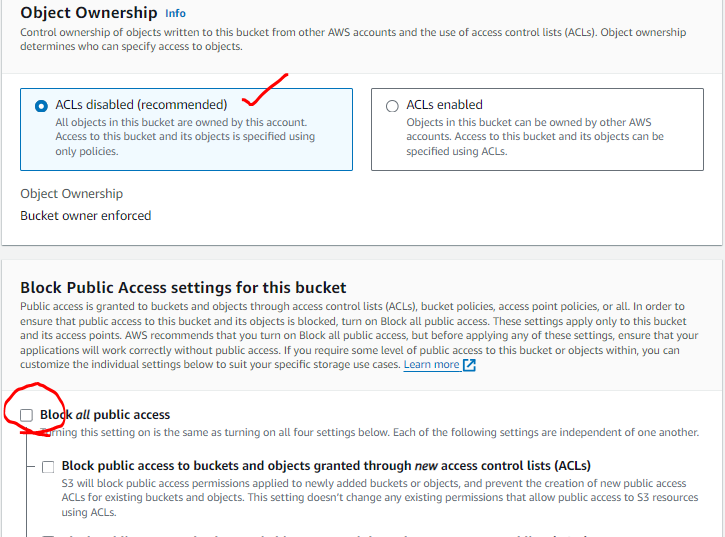 Object Ownership Info
Control ownership of objects written to this bucket from other AWS accounts and the use of access control lists (ACLs). Object ownership
determines who can specify access to objects.
ACLs disabled (recommended)
All objects in this bucket are owned by this account.
Access to this bucket and its objects is specified using
only policies.
ACLs enabled
Objects in this bucket can be owned by other AWS
accounts. Access to this bucket and its objects can be
specified using ACLs.
Object Ownership
Bucket owner enforced
Block Public Access settings for this bucket
Public access is granted to buckets and objects through access control lists (ACLs), bucket policies, access point policies, or all. In order to
ensure that public access to this bucket and its objects is blocked, turn on Block all public access. These settings apply only to this bucket
and its access points. AWS recommends that you turn on Block all public access, but before applying any of these settings, ensure that your
applications will work correctly without public access. If you require some level of public access to this bucket or objects within, you can
customize the individual settings below to suit your specific storage use cases. Learn more
Block all public access
Turning this setting on is the same as turning on all four settings below. Each of the following settings are independent of one another.
Block public access to buckets and objects granted through new access control lists (ACLs)
S3 will block public access permissions applied to newly added buckets or objects, and prevent the creation of new public access
ACLs for existing buckets and objects. This setting doesn't change any existing permissions that allow public access to S3 resources
using ACLs.